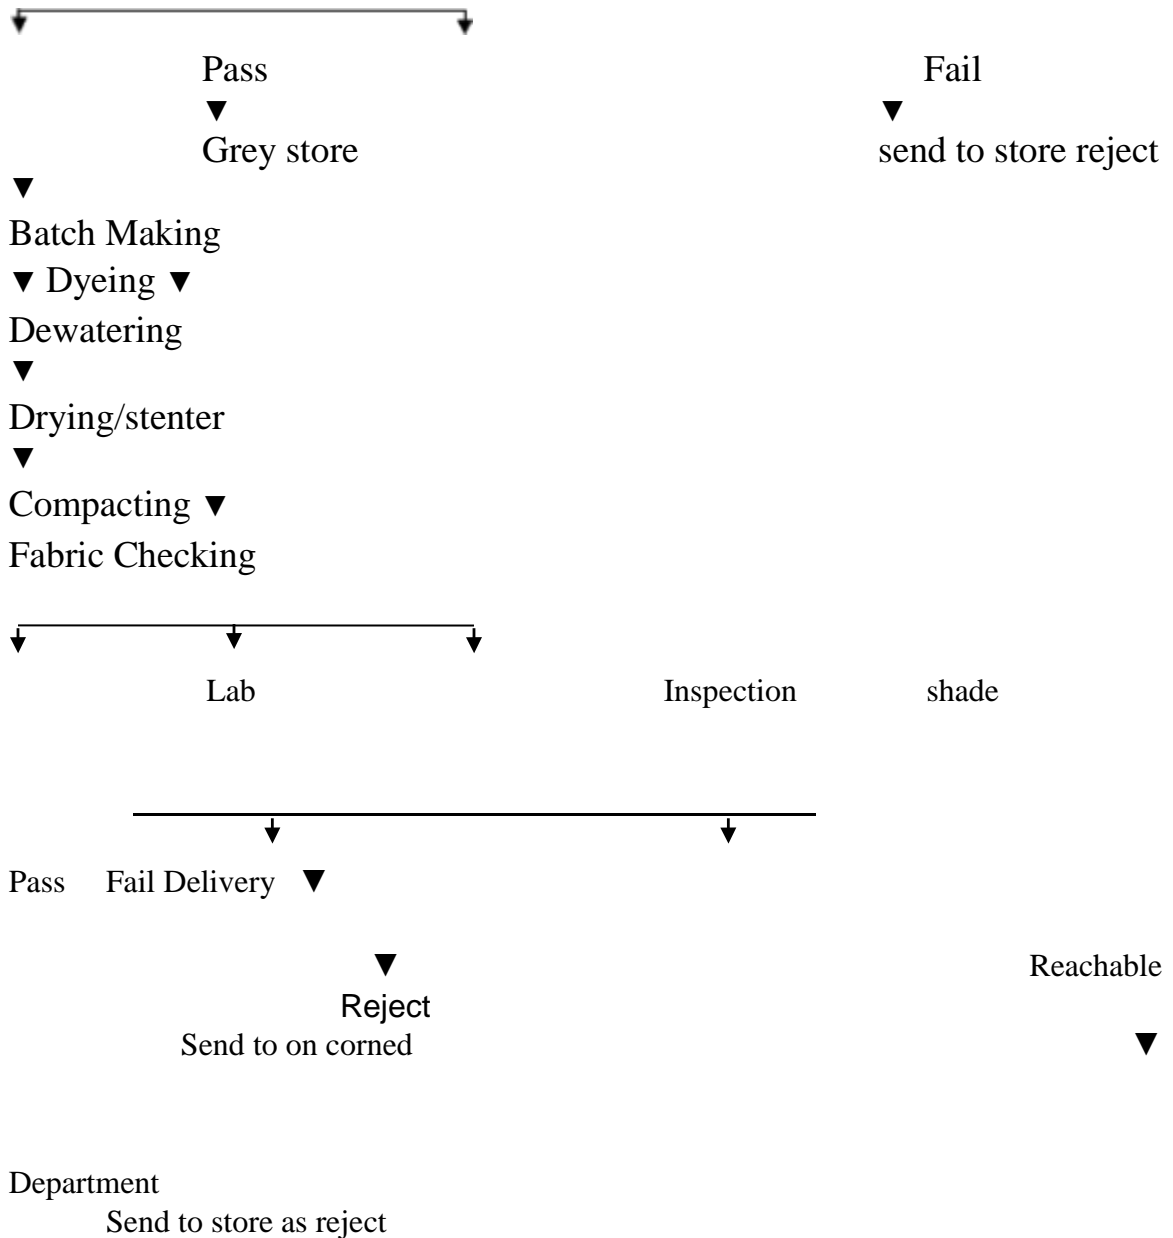 Pass Fail
▼ ▼
Grey store send to store reject
▼
Batch Making
▼ Dyeing ▼
Dewatering
▼
Drying/stenter
▼
Compacting ▼
Fabric Checking
Lab Inspection shade
Pass Fail Delivery ▼
▼ Reachable
Reject
Send to on corned ▼
Department
Send to store as reject